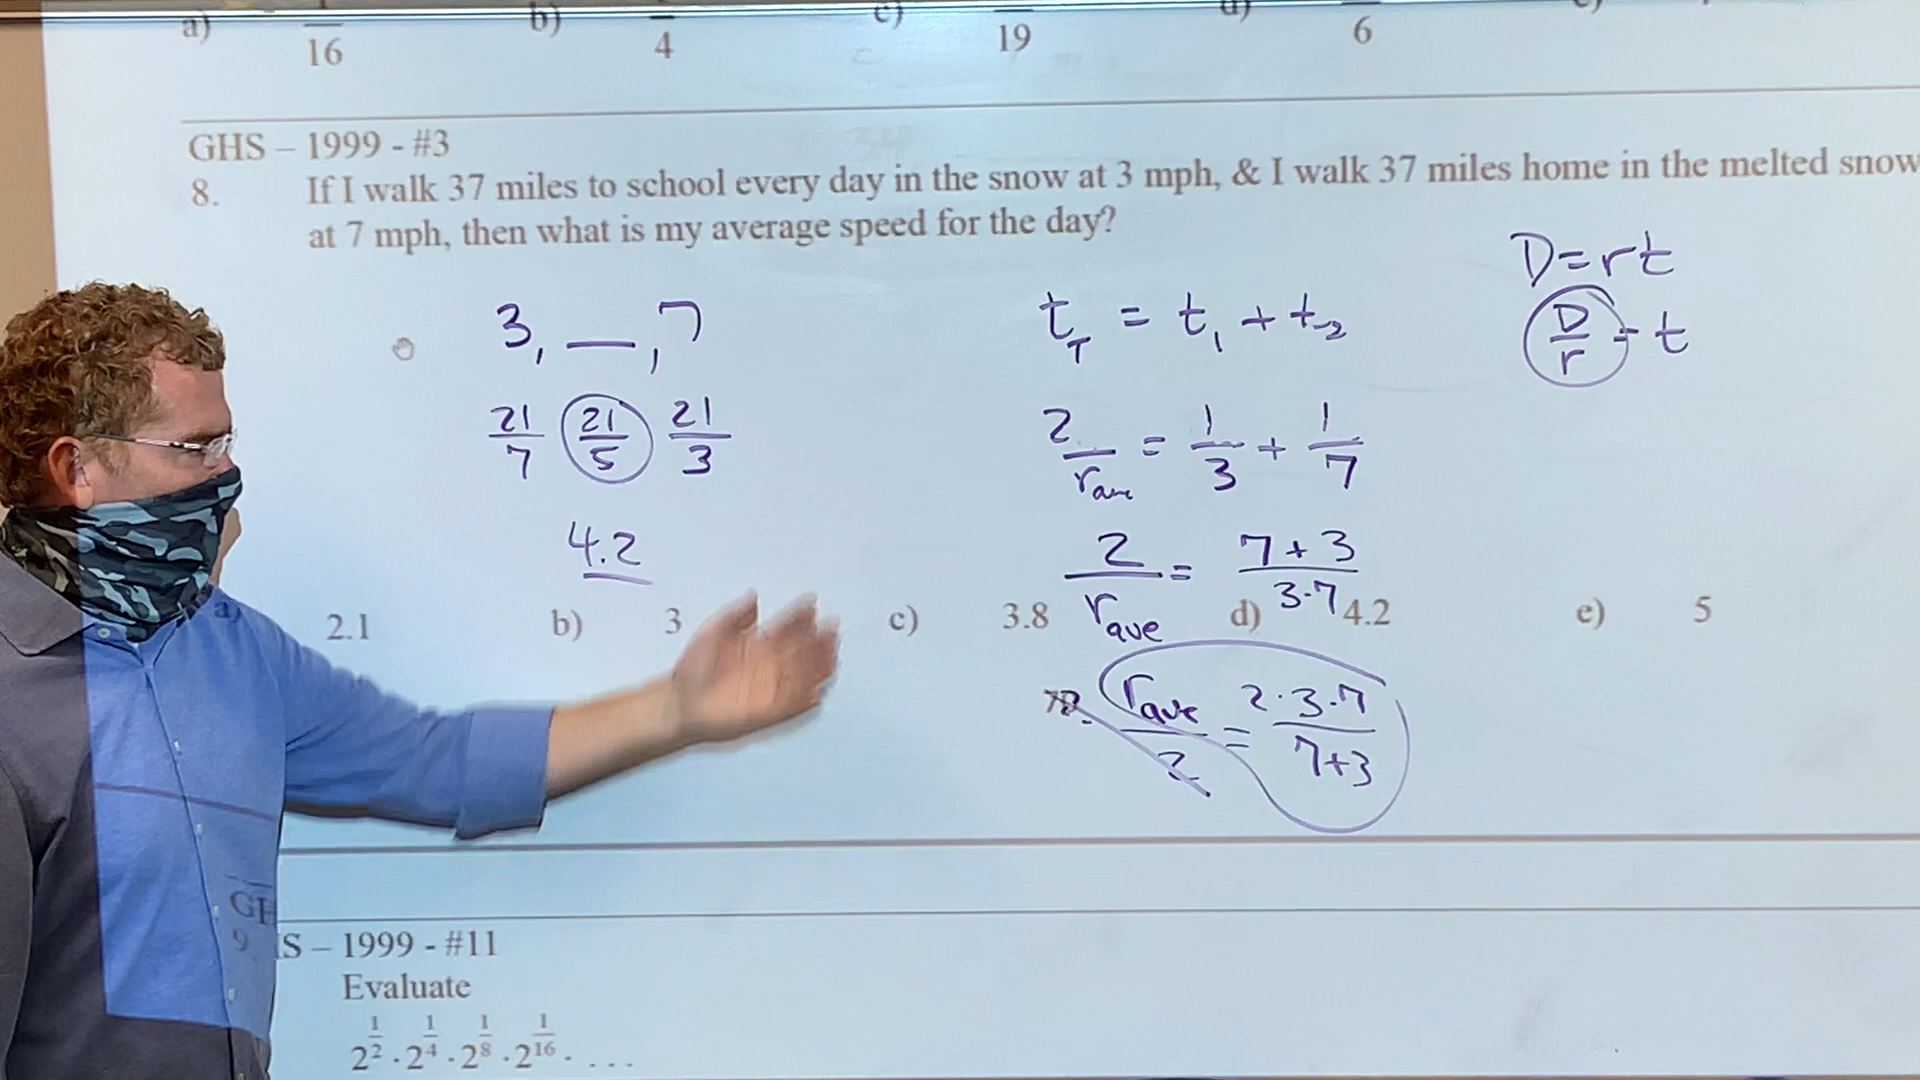 a) 16 b) 4 c) 19 d) 6 e)
GHS – 1999 - #3
8. If I walk 37 miles to school every day in the snow at 3 mph, & I walk 37 miles home in the melted snow
at 7 mph, then what is my average speed for the day?
D=rt
3, __, 7
t_T = t_1 + t_2
D/r = t
21/7 21/5 21/3
2/r_ave = 1/3 + 1/7
4.2
2/r_ave = (7+3)/(3·7)
a) 2.1 b) 3 c) 3.8 d) 4.2 e) 5
r_ave/2 = (2·3·7)/(7+3)
GH
9. S – 1999 - #11
Evaluate
2^(1/2) · 2^(1/4) · 2^(1/8) · 2^(1/16) · . . .